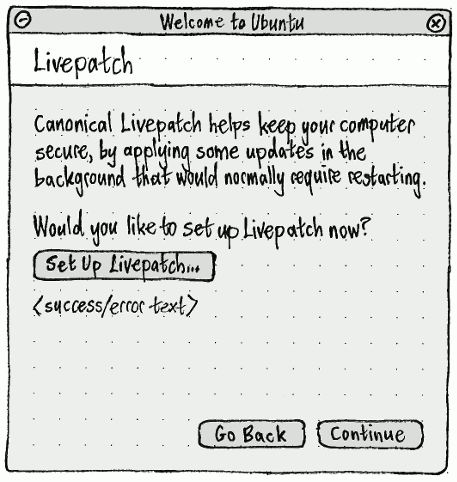 Welcome to Ubuntu
Livepatch
Canonical Livepatch helps keep your computer
secure, by applying some updates in the
background that would normally require restarting.
Would you like to set up Livepatch now?
Set Up Livepatch...
<success/error text>
Go Back
Continue